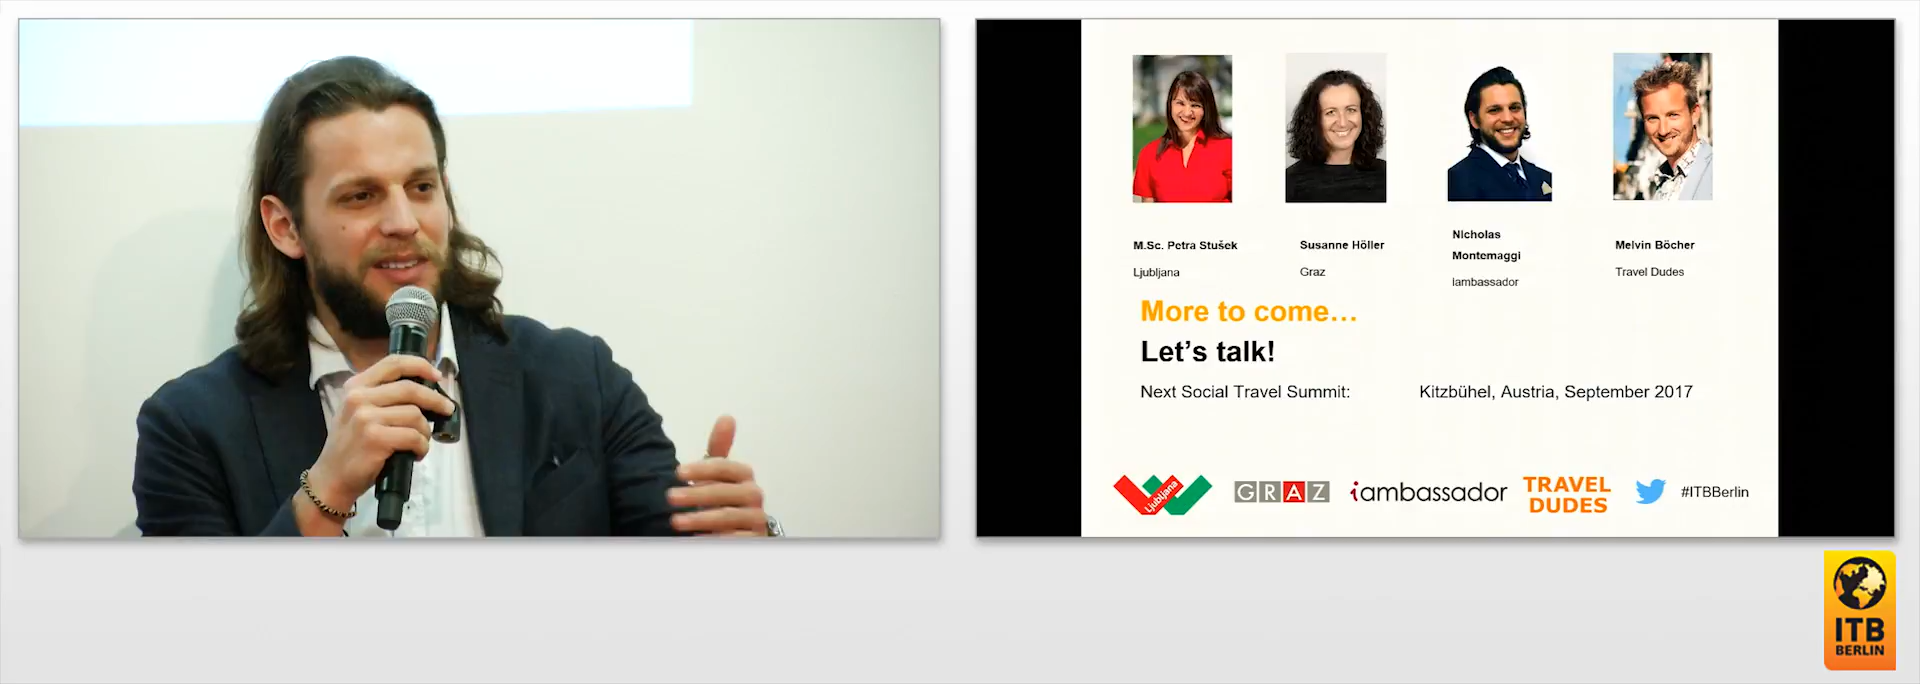 M.Sc. Petra Stušek
Ljubljana
Susanne Höller
Graz
Nicholas
Montemaggi
iambassador
Melvin Böcher
Travel Dudes
More to come…
Let's talk!
Next Social Travel Summit: Kitzbühel, Austria, September 2017
Ljubljana
GRAZ
iambassador
TRAVEL
DUDES
#ITBBerlin
ITB
BERLIN